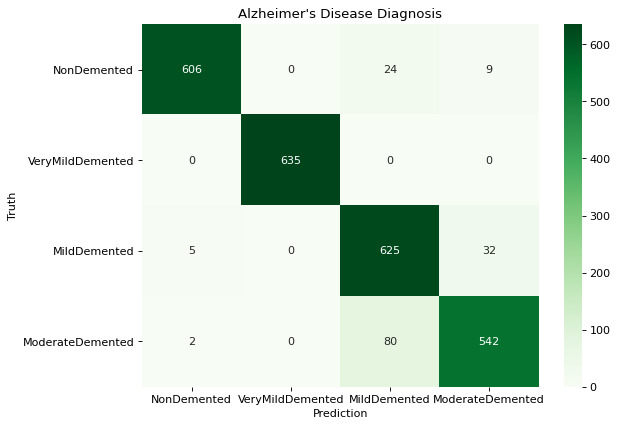 Alzheimer's Disease Diagnosis
NonDemented 606 0 24 9
VeryMildDemented 0 635 0 0
MildDemented 5 0 625 32
ModerateDemented 2 0 80 542
NonDemented VeryMildDemented MildDemented ModerateDemented
Prediction
Truth
600
500
400
300
200
100
0